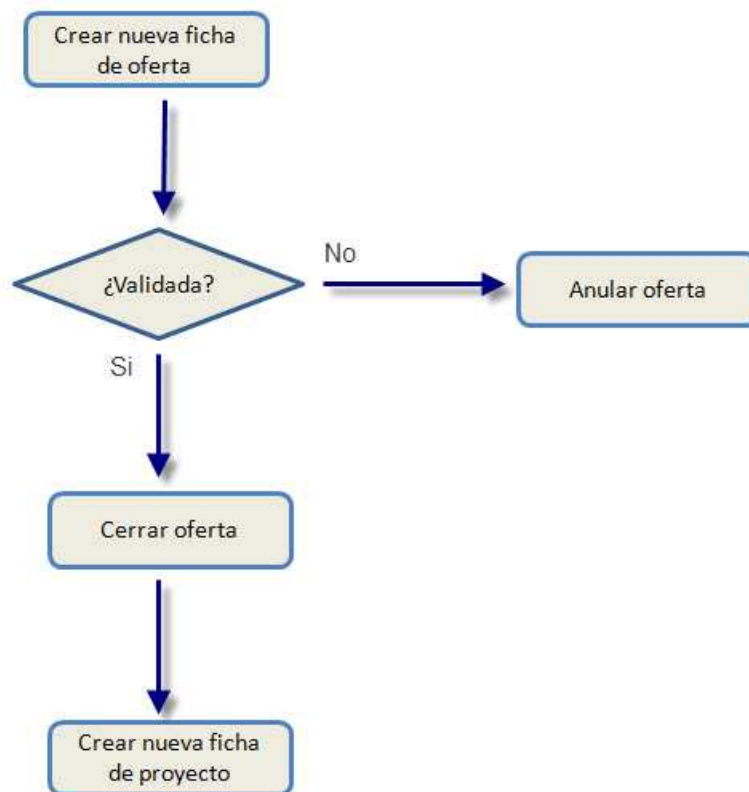 Crear nueva ficha
de oferta
¿Validada?
No
Anular oferta
Si
Cerrar oferta
Crear nueva ficha
de proyecto